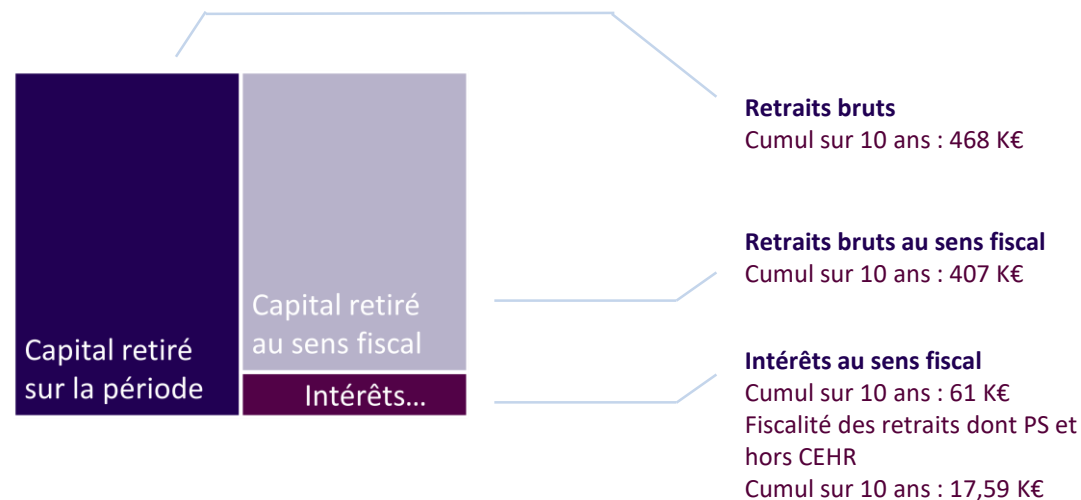 Capital retiré
sur la période
Capital retiré
au sens fiscal
Intérêts...
Retraits bruts
Cumul sur 10 ans : 468 K€
Retraits bruts au sens fiscal
Cumul sur 10 ans : 407 K€
Intérêts au sens fiscal
Cumul sur 10 ans : 61 K€
Fiscalité des retraits dont PS et
hors CEHR
Cumul sur 10 ans : 17,59 K€